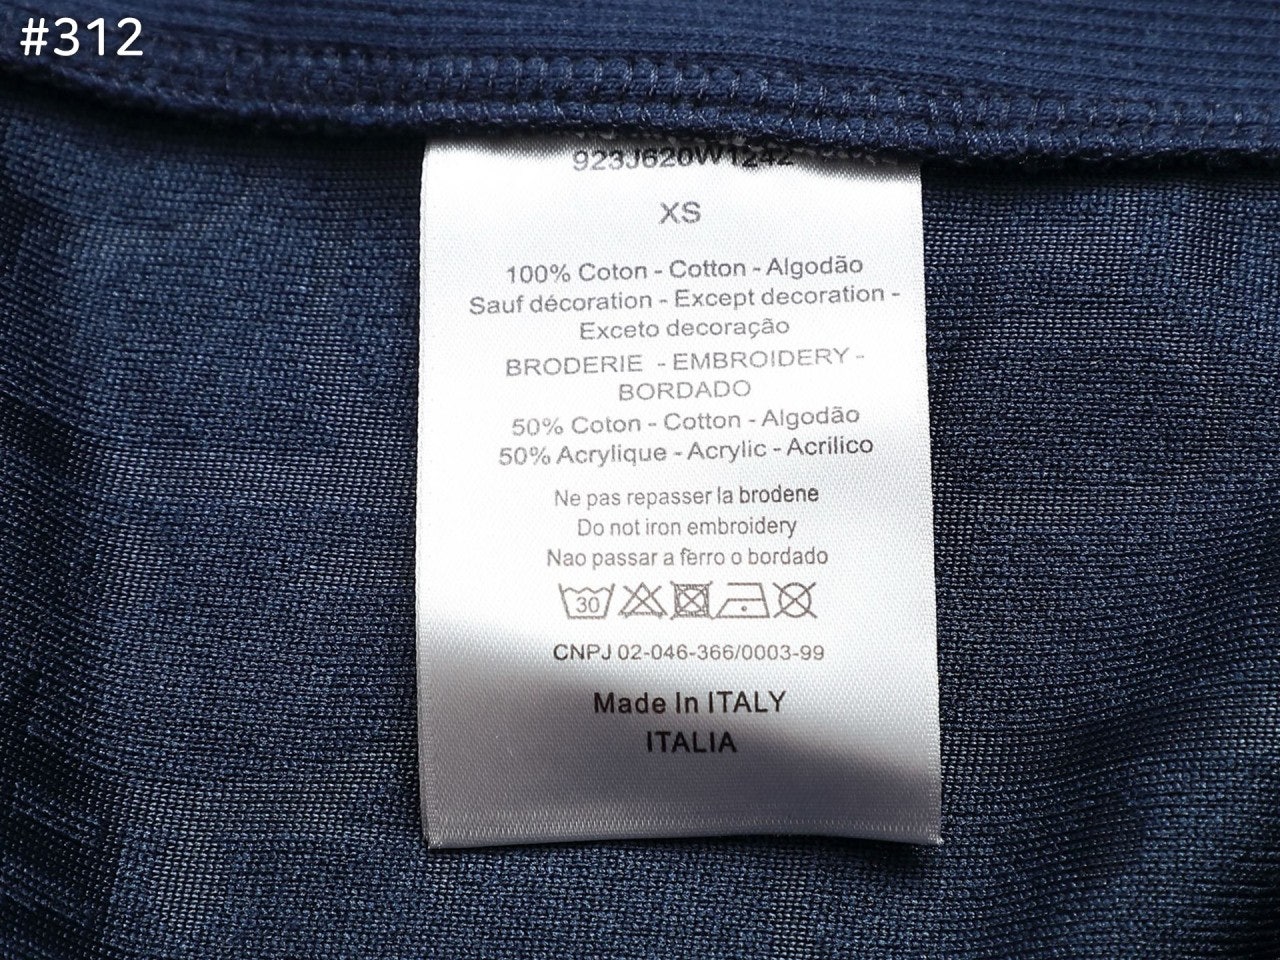 #312
923J620W1242
XS
100% Coton - Cotton - Algodão
Sauf décoration - Except decoration -
Exceto decoração
BRODERIE - EMBROIDERY -
BORDADO
50% Coton - Cotton - Algodão
50% Acrylique - Acrylic - Acrilico
Ne pas repasser la brodene
Do not iron embroidery
Nao passar a ferro o bordado
30
CNPJ 02-046-366/0003-99
Made In ITALY
ITALIA